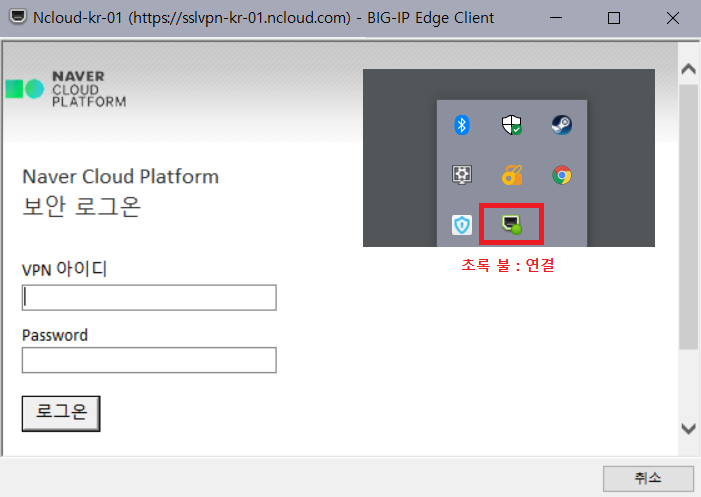 Ncloud-kr-01 (https://sslvpn-kr-01.ncloud.com) - BIG-IP Edge Client
NAVER
CLOUD
PLATFORM
Naver Cloud Platform
보안 로그온
초록 불 : 연결
VPN 아이디
Password
로그온
취소